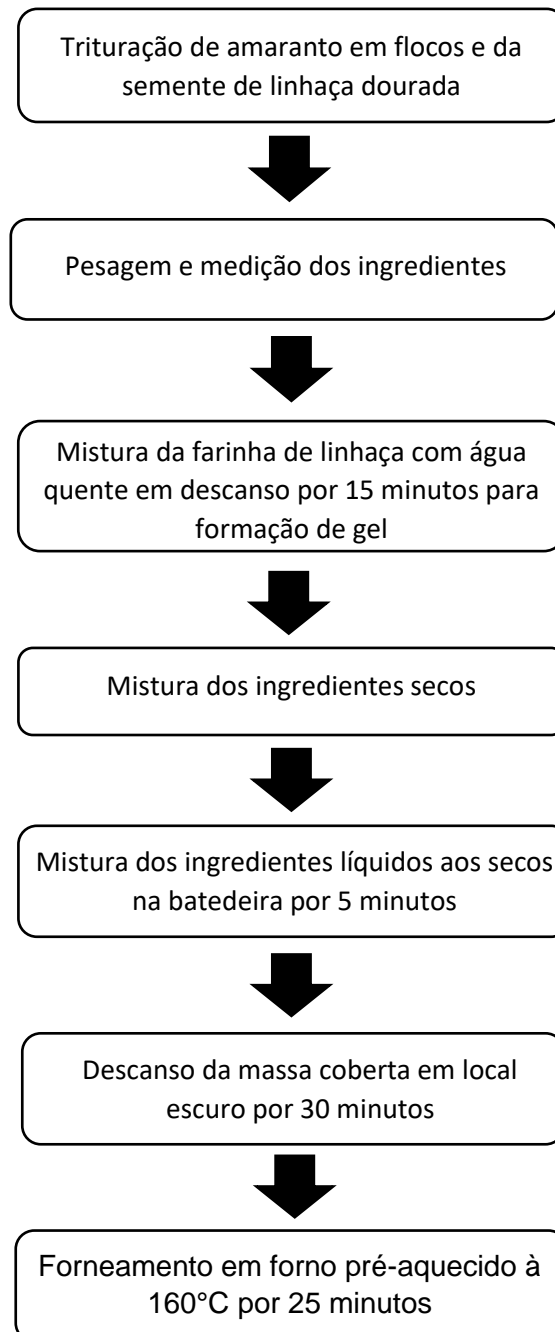 Trituração de amaranto em flocos e da
semente de linhaça dourada
Pesagem e medição dos ingredientes
Mistura da farinha de linhaça com água
quente em descanso por 15 minutos para
formação de gel
Mistura dos ingredientes secos
Mistura dos ingredientes líquidos aos secos
na batedeira por 5 minutos
Descanso da massa coberta em local
escuro por 30 minutos
Forneamento em forno pré-aquecido à
160°C por 25 minutos